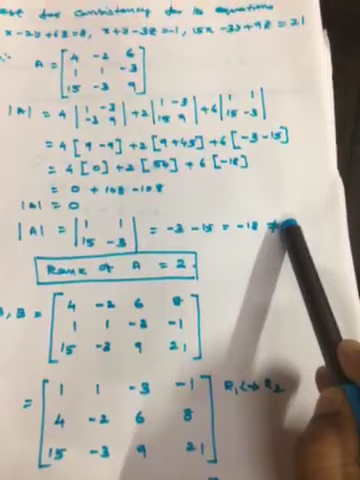 for consistency for the equations
x - 2y + 6z = 8, x + y - 3z = -1, 15x - 3y + 9z = 21
A = [4 -2 6
1 1 -3
15 -3 9]
|A| = 4 |1 -3 -3 9| + 2 |1 -3 15 9| + 6 |1 1 15 -3|
= 4 [9 - 9] + 2 [9 + 45] + 6 [-3 - 15]
= 4 [0] + 2 [54] + 6 [-18]
= 0 + 108 - 108
|A| = 0
|A| = |1 1 15 -3| = -3 - 15 = -18 ≠
Rank of A = 2.
, B = [4 -2 6 8
1 1 -3 -1
15 -3 9 21]
= [1 1 -3 -1
4 -2 6 8
15 -3 9 21] R₁ ↔ R₂